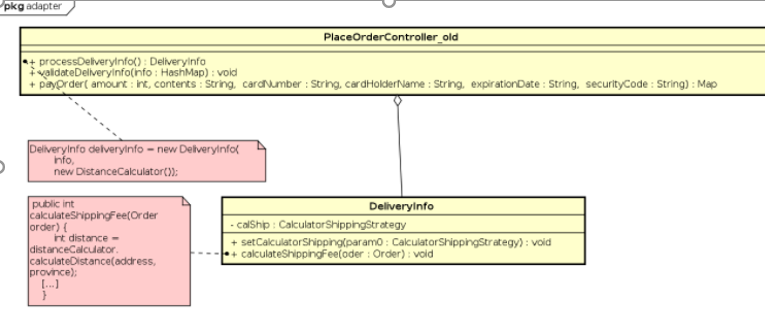 pkg adapter
PlaceOrderController_old
+ processDeliveryInfo() : DeliveryInfo
+ validateDeliveryInfo(info : HashMap) : void
+ payOrder( amount : int, contents : String, cardNumber : String, cardHolderName : String, expirationDate : String, securityCode : String) : Map
DeliveryInfo deliveryInfo = new DeliveryInfo(
info,
new DistanceCalculator());
DeliveryInfo
- calShip : CalculatorShippingStrategy
+ setCalculatorShipping(param0 : CalculatorShippingStrategy) : void
+ calculateShippingFee(oder : Order) : void
public int
calculateShippingFee(Order
order) {
int distance =
distanceCalculator.
calculateDistance(address,
province);
[...]
}